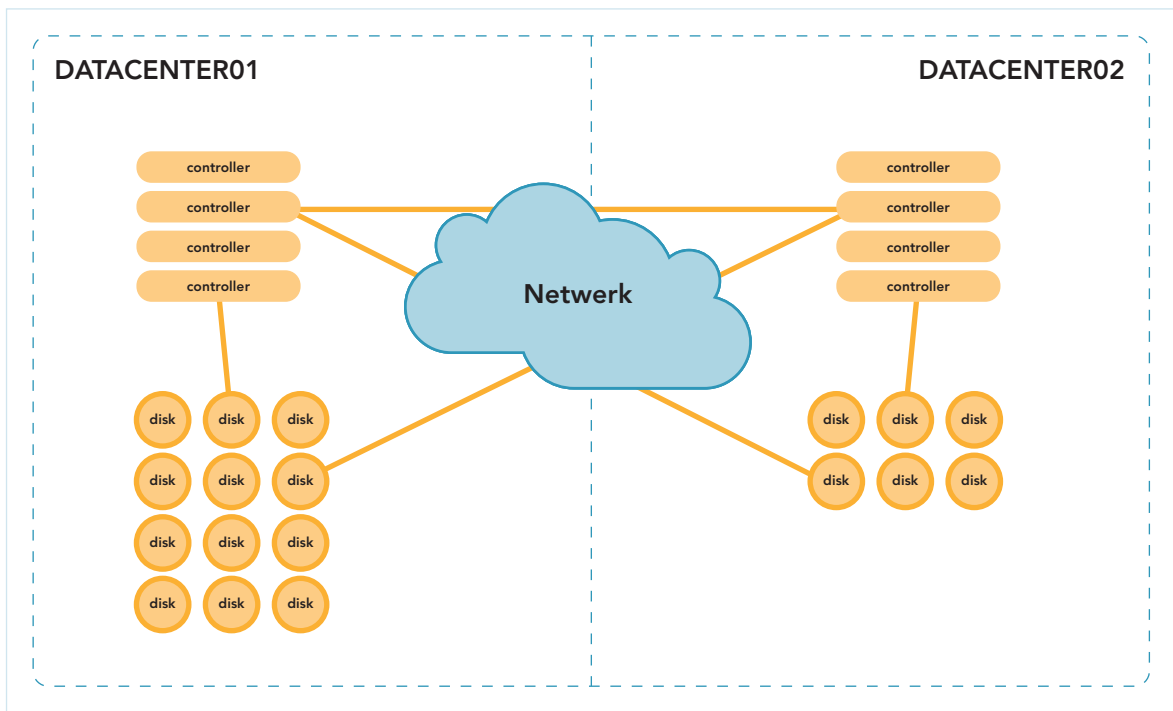 DATACENTER01
DATACENTER02
controller
controller
controller
controller
controller
controller
controller
controller
Netwerk
disk disk disk
disk disk disk
disk disk disk
disk disk disk
disk disk disk
disk disk disk